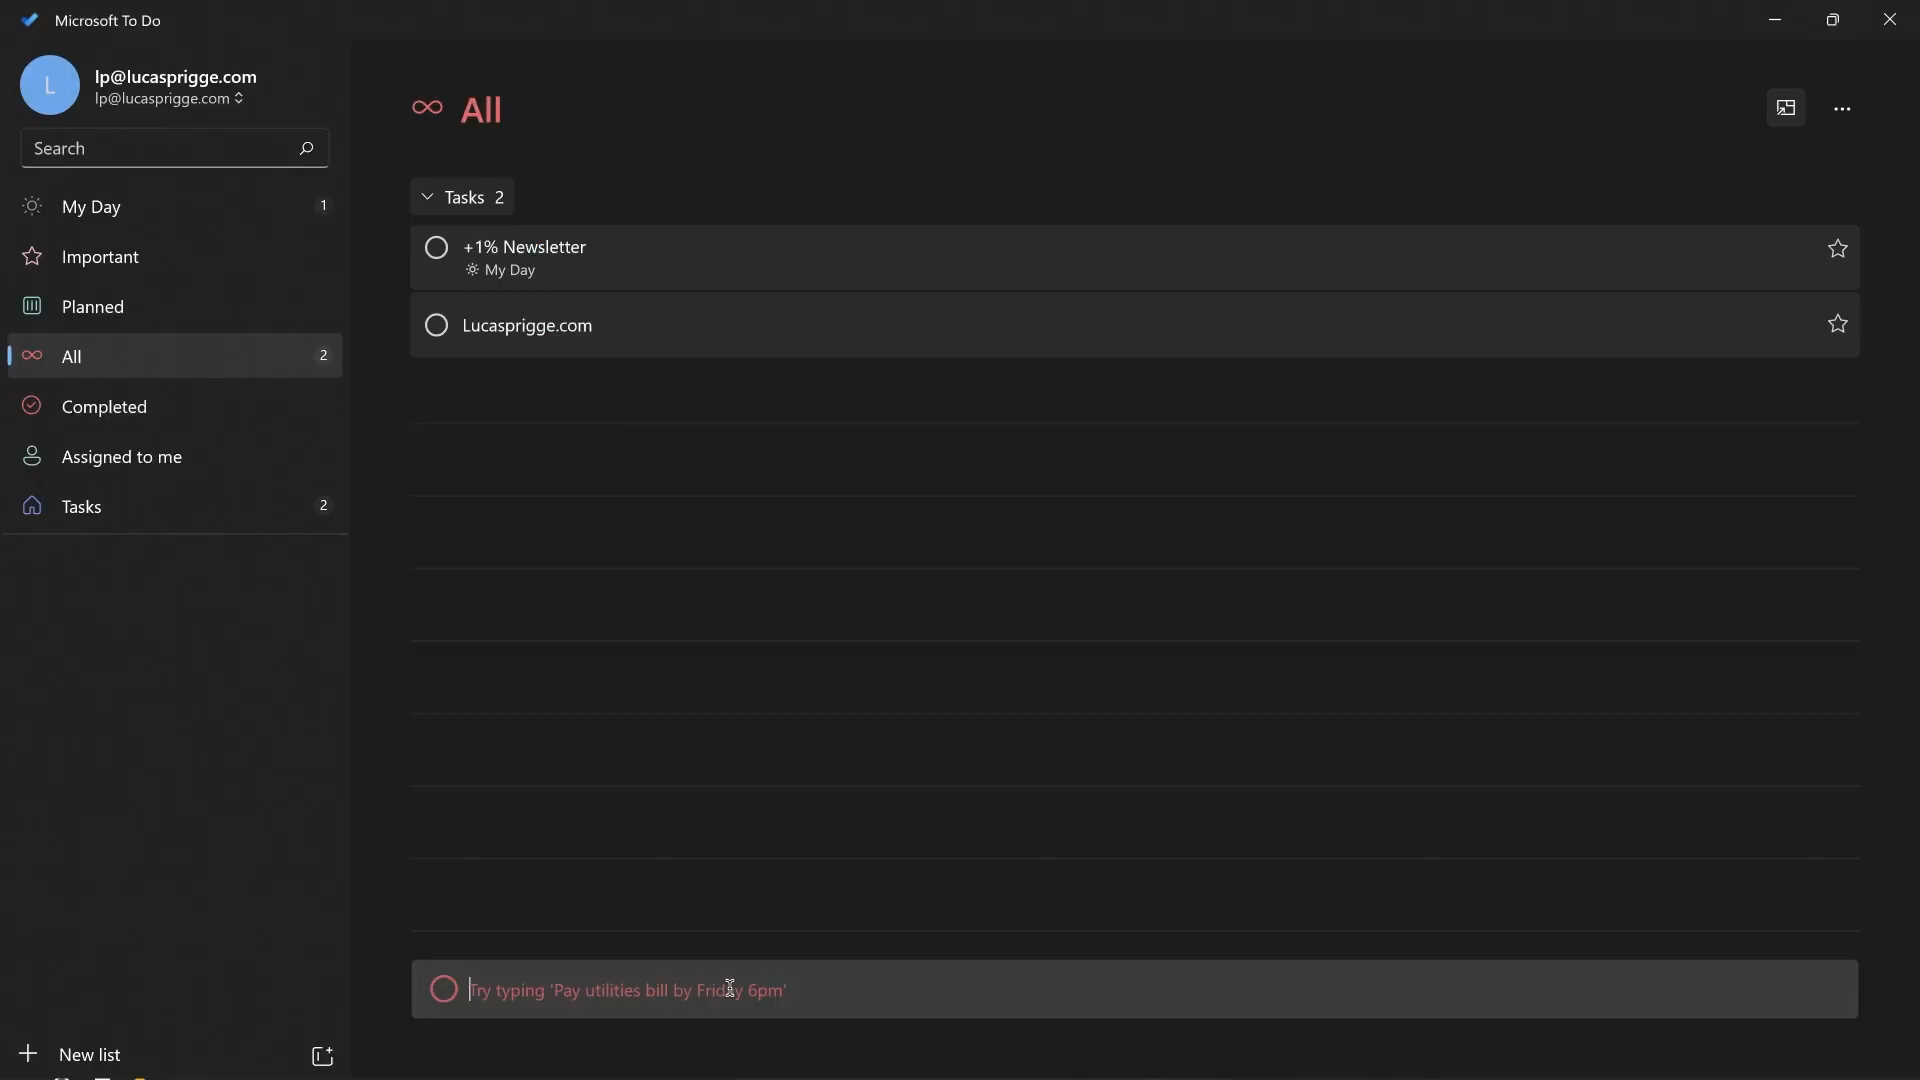 Microsoft To Do
L
lp@lucasprigge.com
lp@lucasprigge.com
Search
My Day 1
Important
Planned
All 2
Completed
Assigned to me
Tasks 2
New list
All
Tasks 2
+1% Newsletter
My Day
Lucasprigge.com
Try typing 'Pay utilities bill by Friday 6pm'